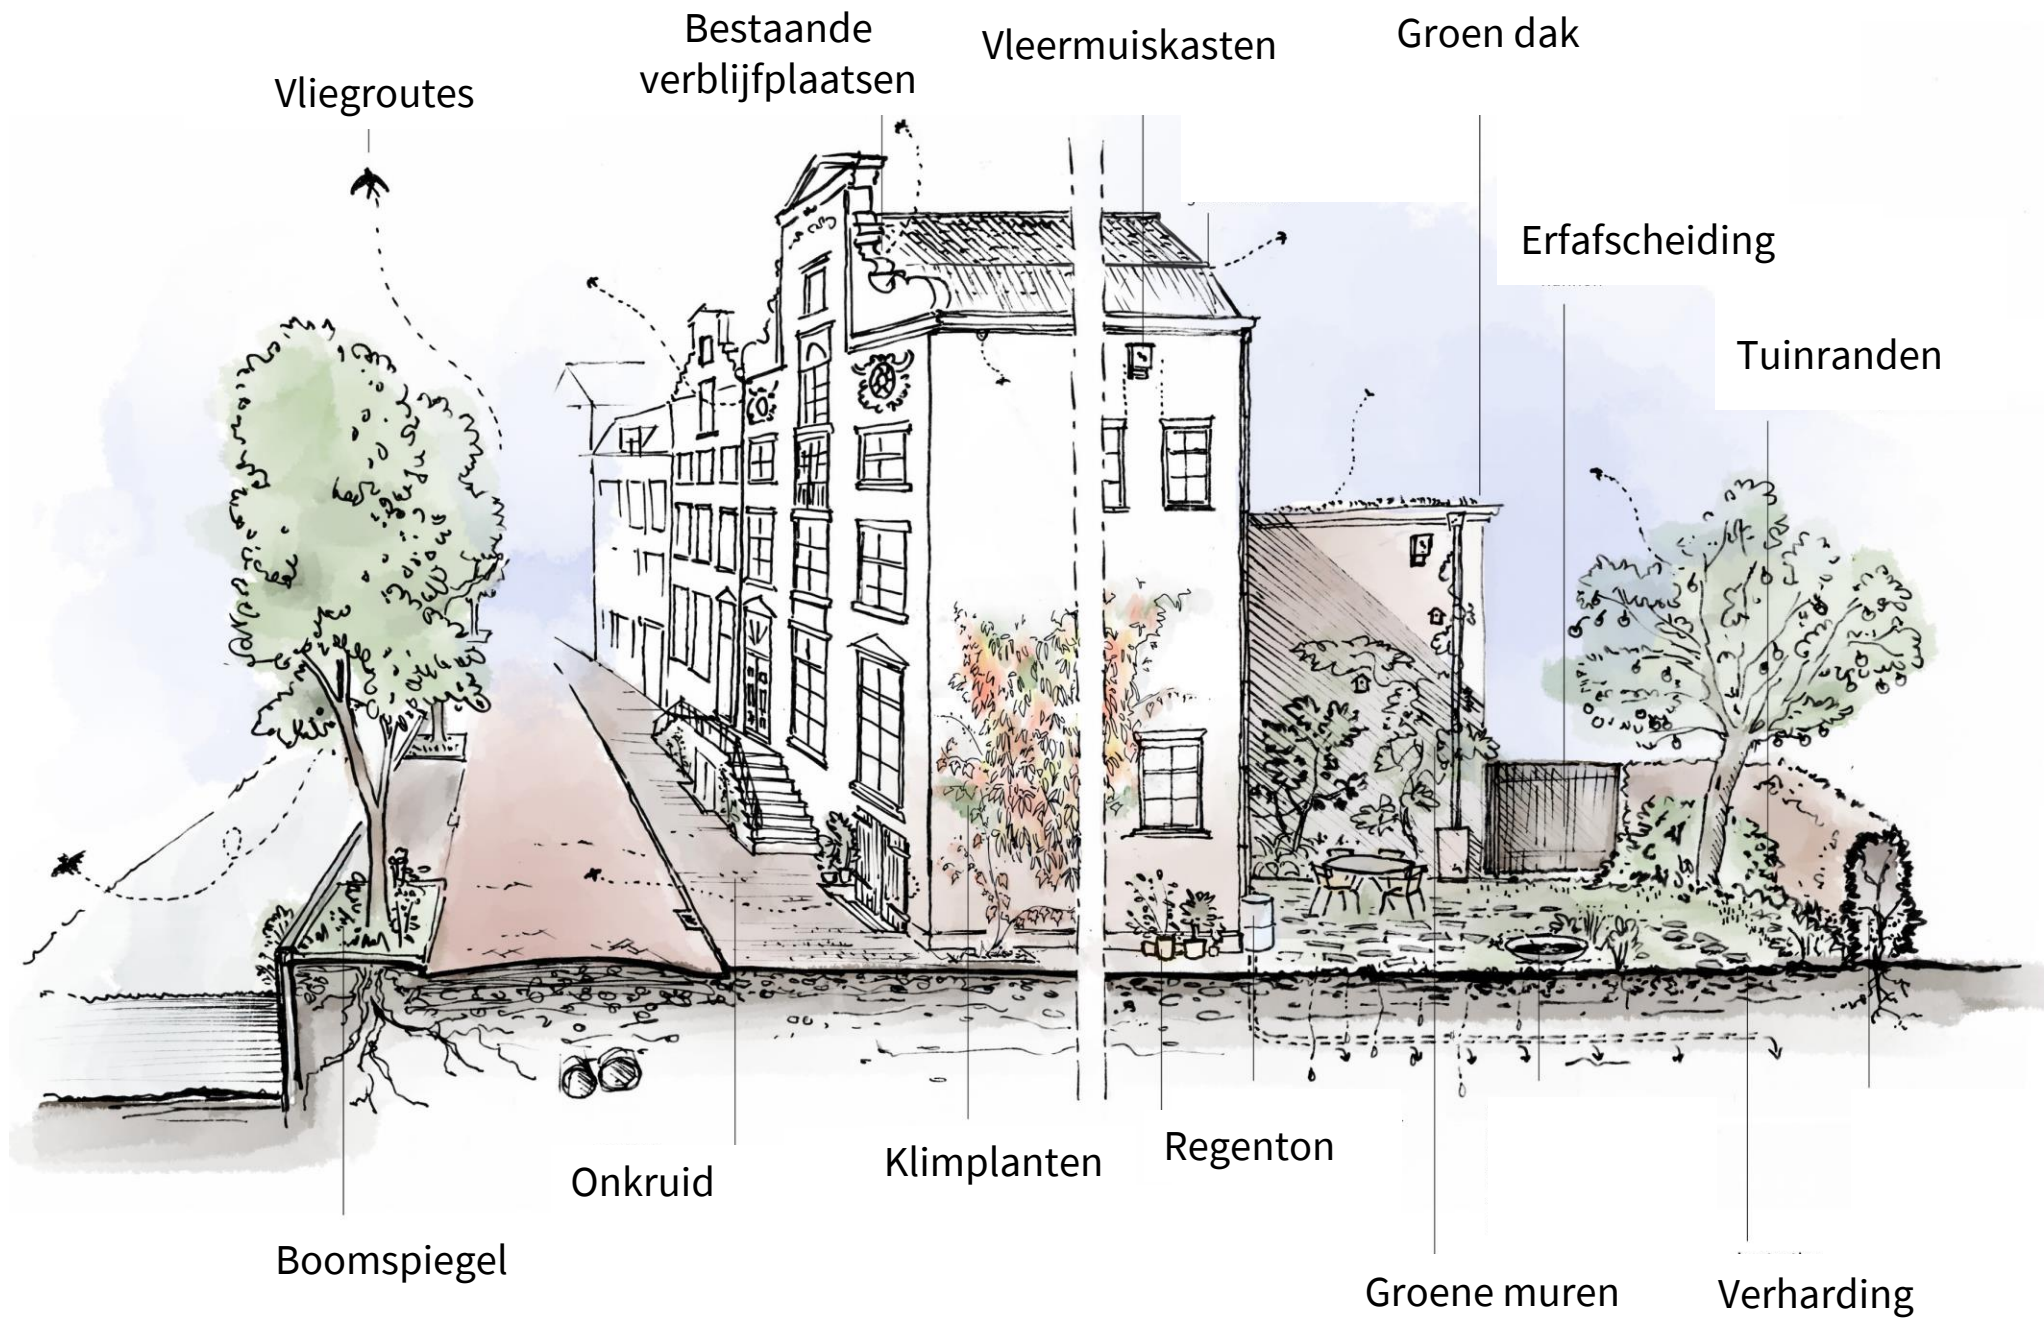 Bestaande
verblijfplaatsen
Vleermuiskasten
Groen dak
Vliegroutes
Erfafscheiding
Tuinranden
Onkruid
Klimplanten
Regenton
Boomspiegel
Groene muren
Verharding